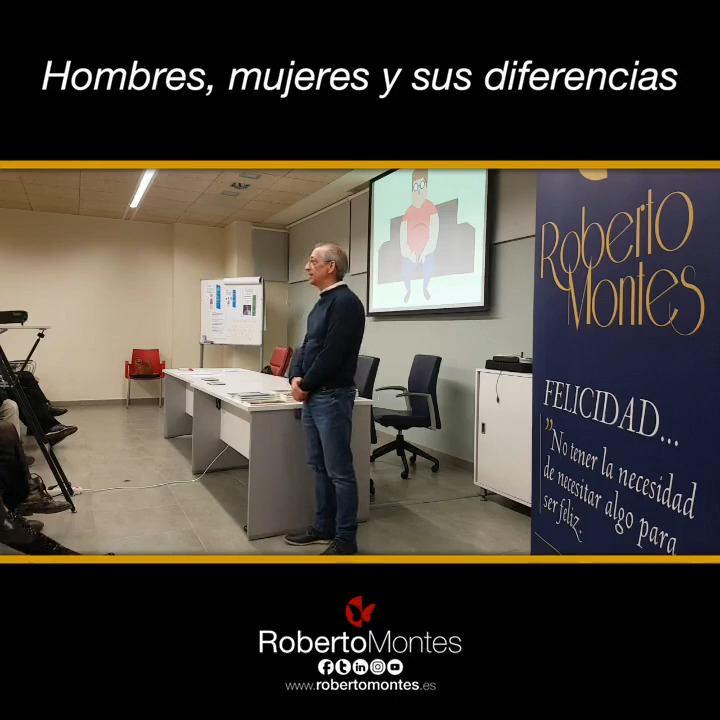 Hombres, mujeres y sus diferencias
Roberto
Montes
FELICIDAD...
"No tener la necesidad
de necesitar algo para
ser feliz.
RobertoMontes
www.robertomontes.es